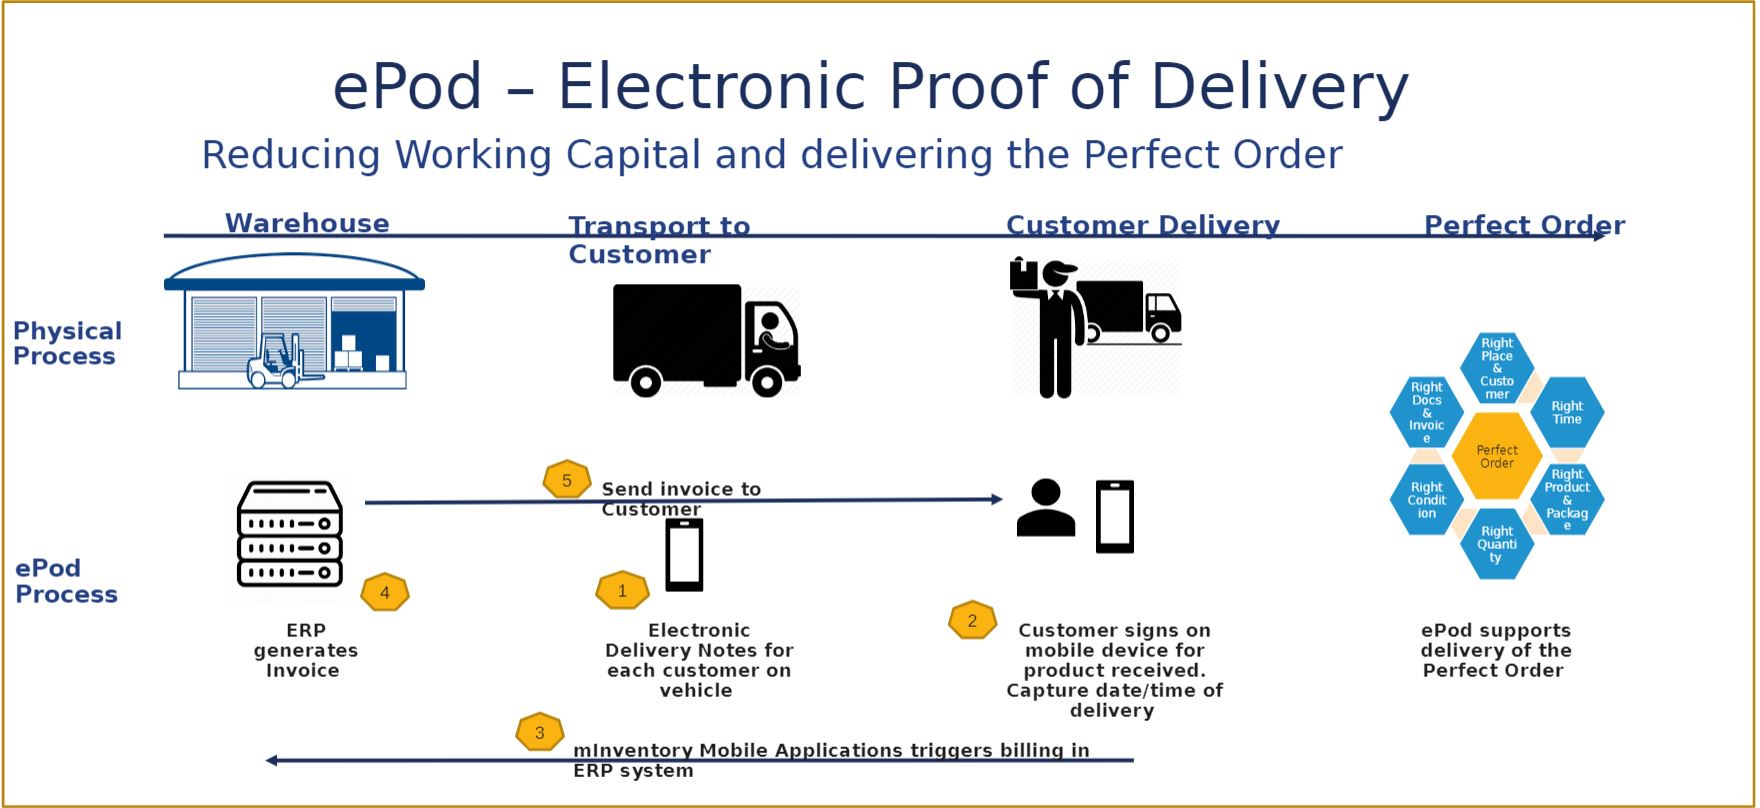 ePod – Electronic Proof of Delivery
Reducing Working Capital and delivering the Perfect Order
Warehouse
Transport to
Customer
Customer Delivery
Perfect Order
Physical
Process
Right
Place
&
Custo
mer
Right
Docs
&
Invoic
e
Right
Time
Perfect
Order
Right
Condit
ion
Right
Product
&
Packag
e
Right
Quanti
ty
5
Send invoice to
Customer
ePod
Process
4
1
2
ERP
generates
Invoice
Electronic
Delivery Notes for
each customer on
vehicle
Customer signs on
mobile device for
product received.
Capture date/time of
delivery
ePod supports
delivery of the
Perfect Order
3
mInventory Mobile Applications triggers billing in
ERP system